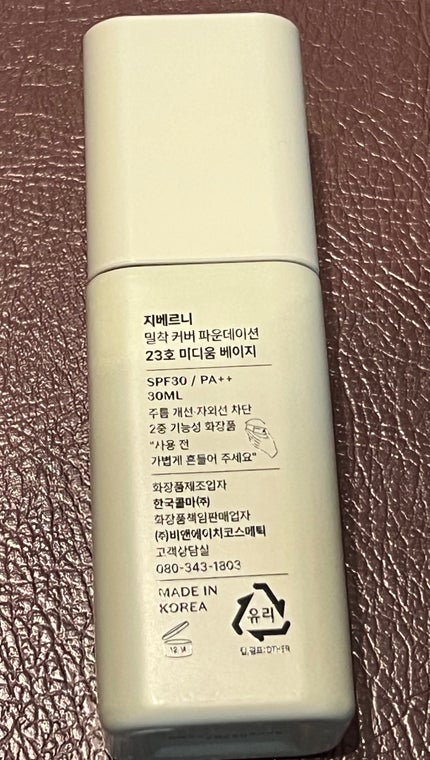 지베르니
밀착 커버 파운데이션
23호 미디움 베이지
SPF30 / PA++
30ML
주름 개선·자외선 차단
2중 기능성 화장품
"사용 전
가볍게 흔들어 주세요"
화장품제조업자
한국콜마(주)
화장품책임판매업자
(주)비앤에이치코스메틱
고객상담실
080-343-1803
MADE IN
KOREA
유리
12 M
캡,펌프:OTHER